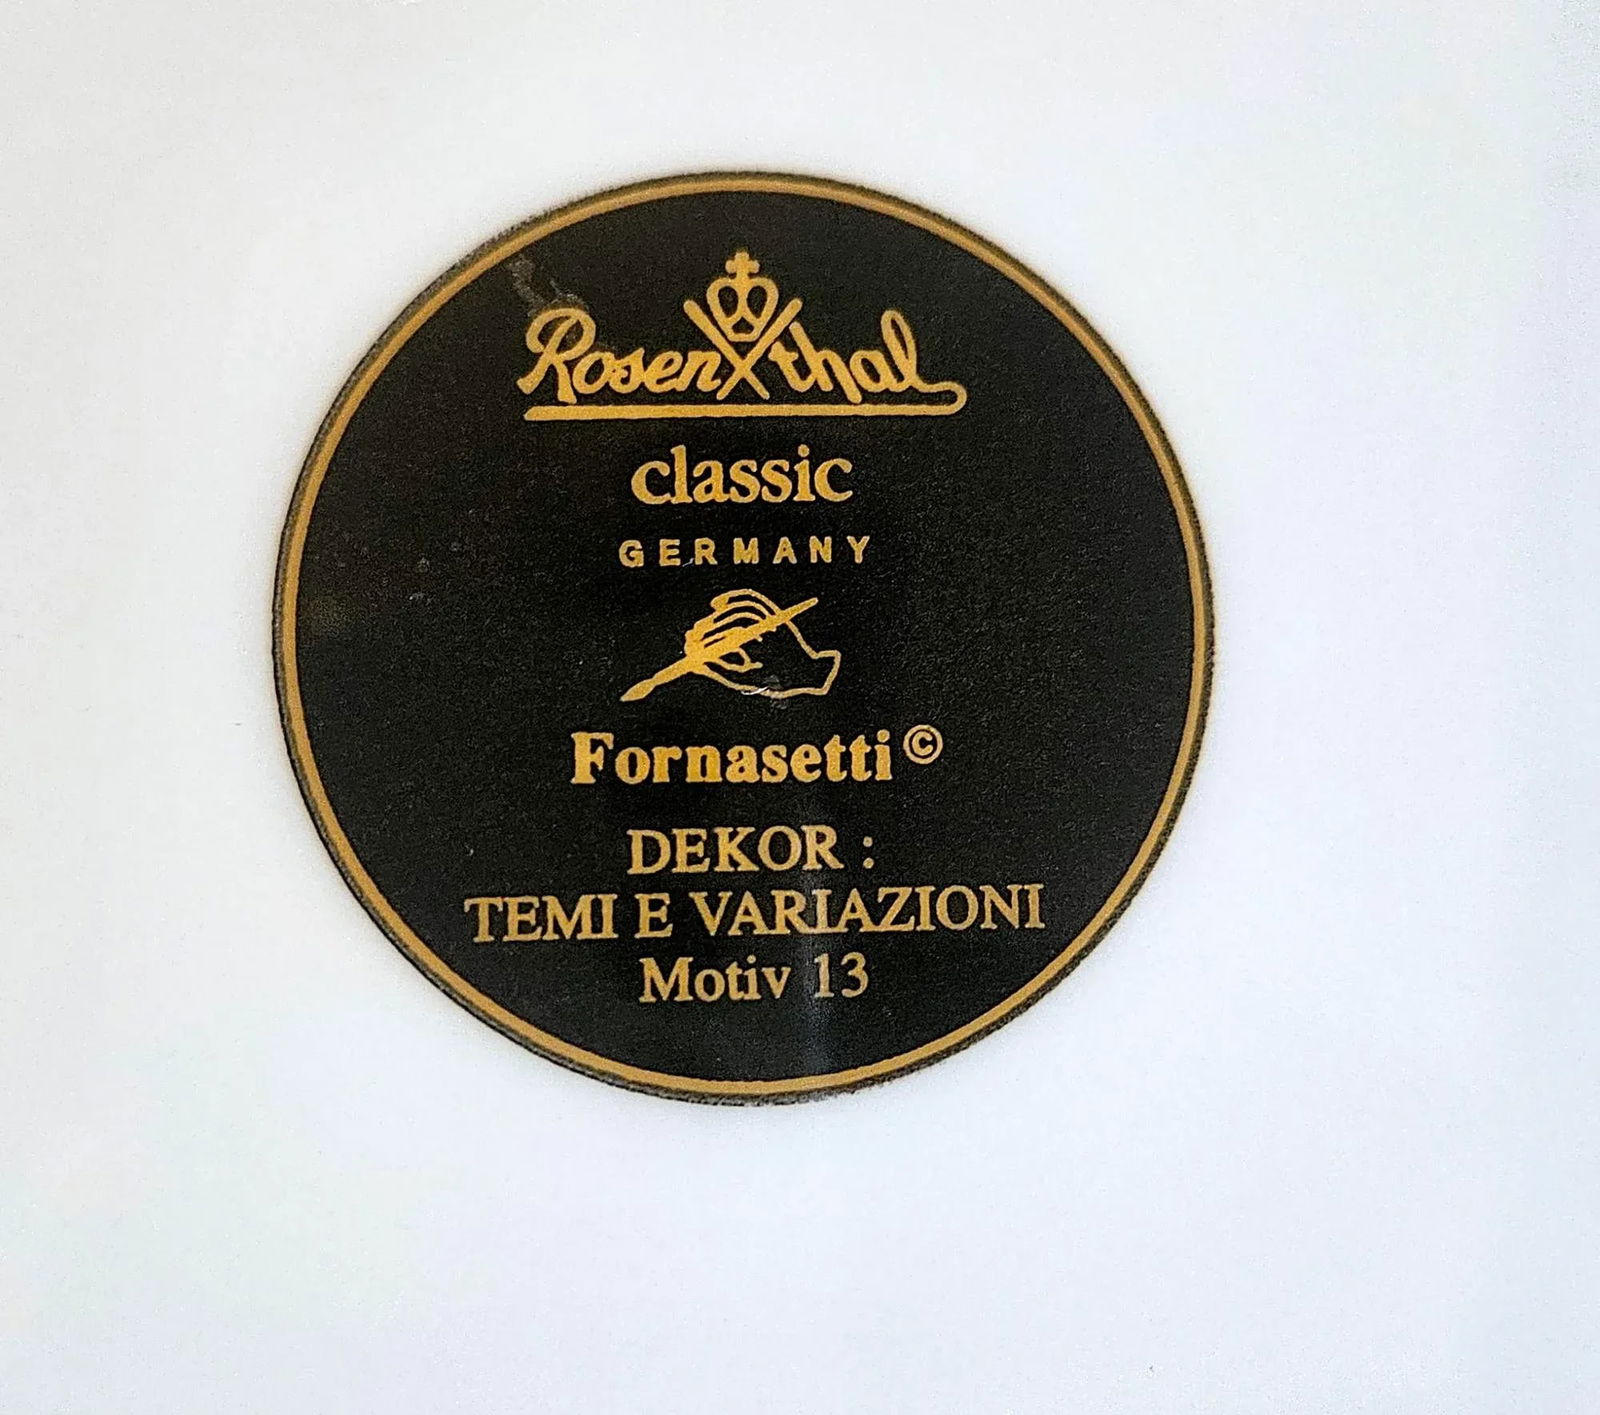 Rosenthal
classic
GERMANY
Fornasetti©
DEKOR :
TEMI E VARIAZIONI
Motiv 13